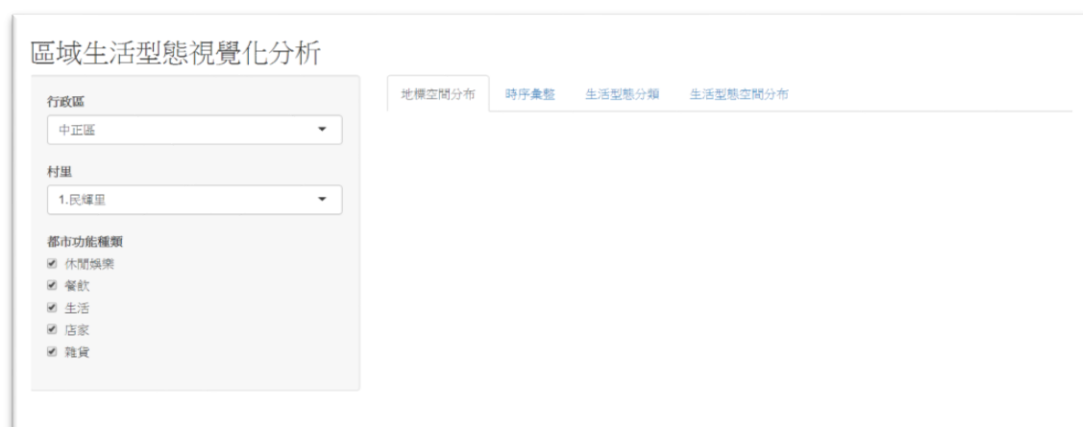 區域生活型態視覺化分析
行政區
中正區
村里
1.民輝里
都市功能種類
休閒娛樂
餐飲
生活
店家
雜貨
地標空間分布 時序彙整 生活型態分類 生活型態空間分布